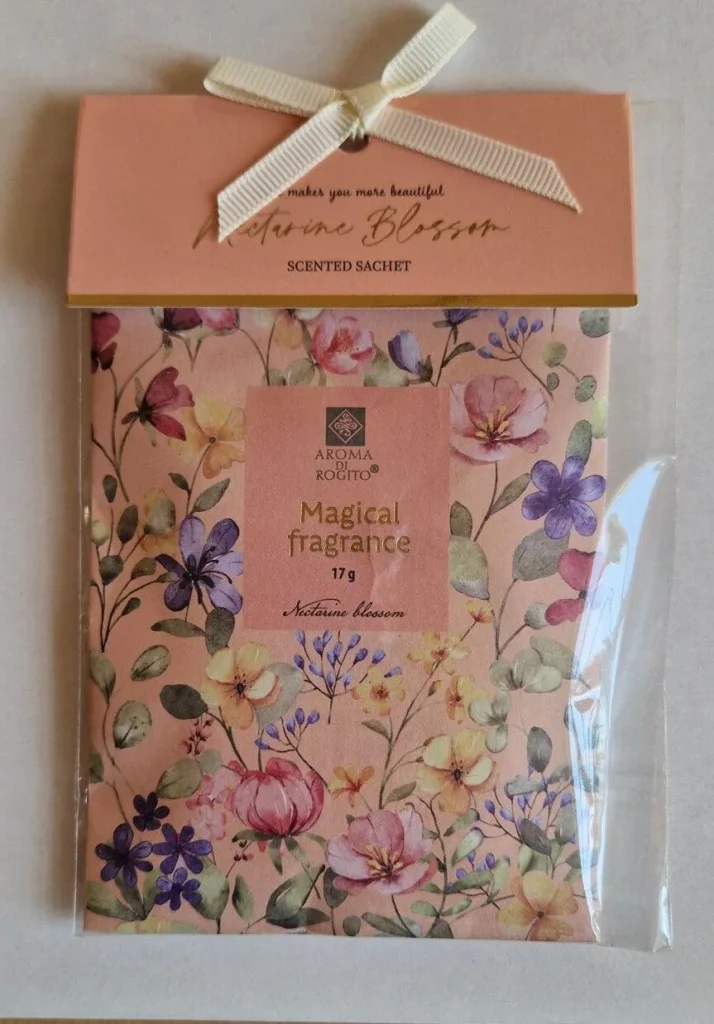 makes you more beautiful
Nectarine Blossom
SCENTED SACHET
AROMA
DI
ROGITO®
Magical
fragrance
17 g
Nectarine blossom